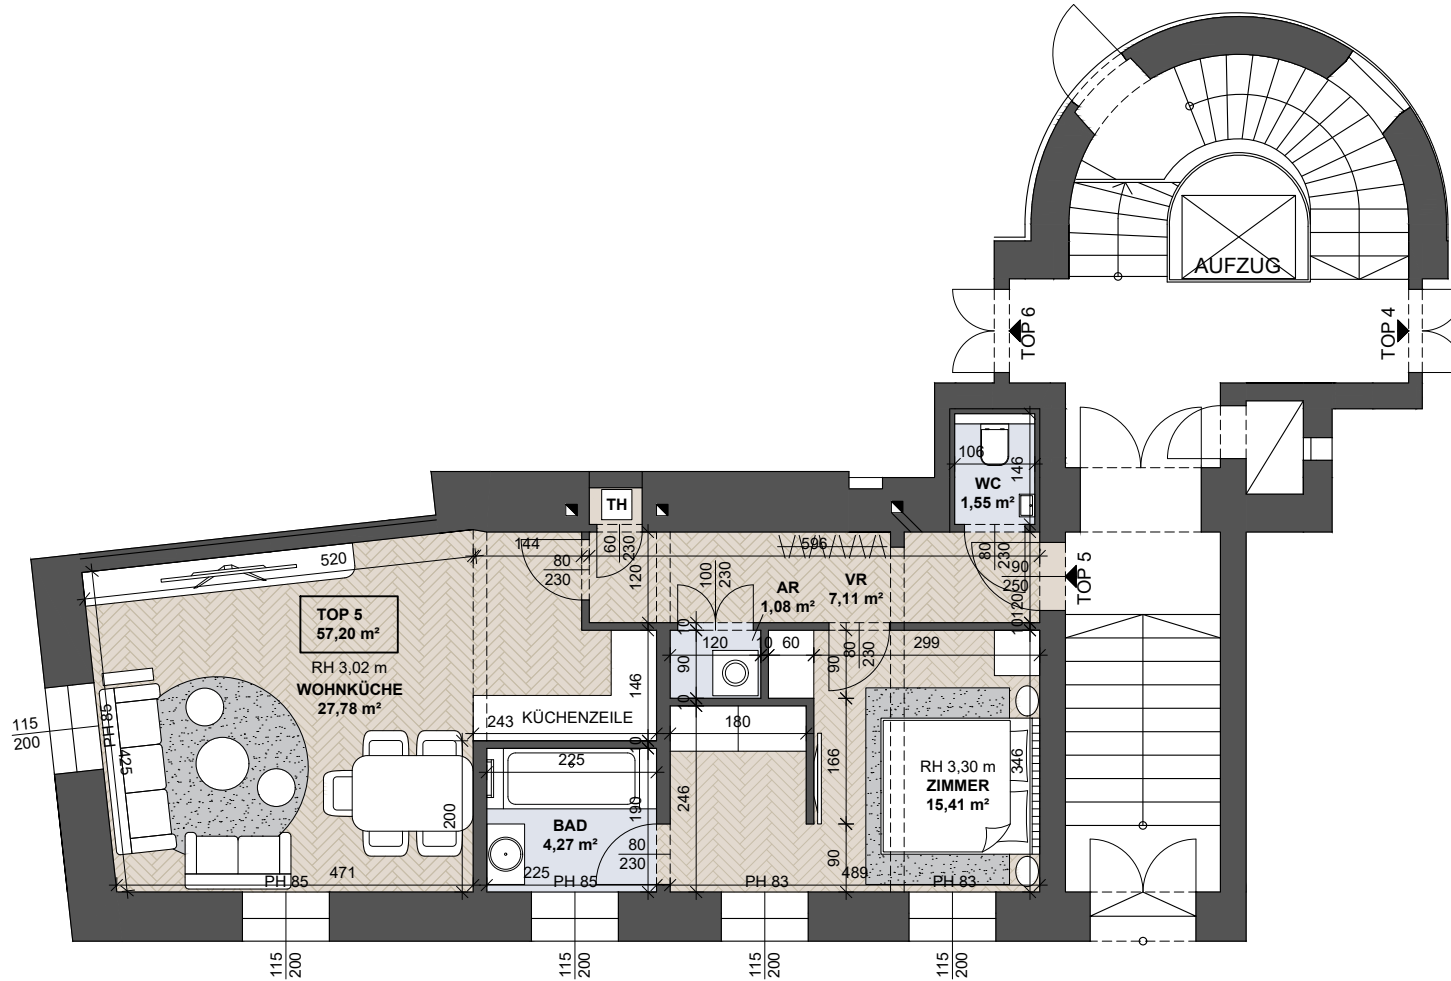 AUFZUG
TOP 6
TOP 4
TOP 5
106
146
WC
1,55 m²
TH
60
230
144
80
230
120
596
100
230
AR
1,08 m²
VR
7,11 m²
80
230
90
250
120
10
520
TOP 5
57,20 m²
RH 3,02 m
WOHNKÜCHE
27,78 m²
115
200
PH 85
425
10
120
10
60
90
10
80
230
90
299
146
243
KÜCHENZEILE
10
180
225
190
246
166
RH 3,30 m
ZIMMER
15,41 m²
346
200
BAD
4,27 m²
80
230
90
471
PH 85
225
PH 85
PH 83
489
PH 83
115
200
115
200
115
200
115
200